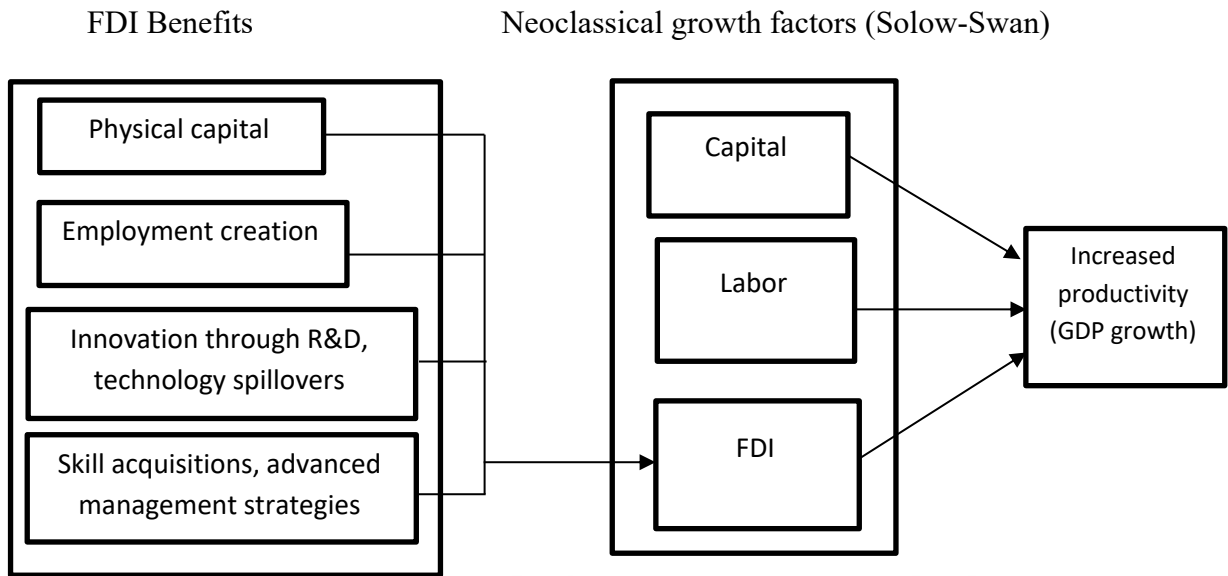 FDI Benefits
Neoclassical growth factors (Solow-Swan)
Physical capital
Employment creation
Innovation through R&D,
technology spillovers
Skill acquisitions, advanced
management strategies
Capital
Labor
FDI
Increased
productivity
(GDP growth)